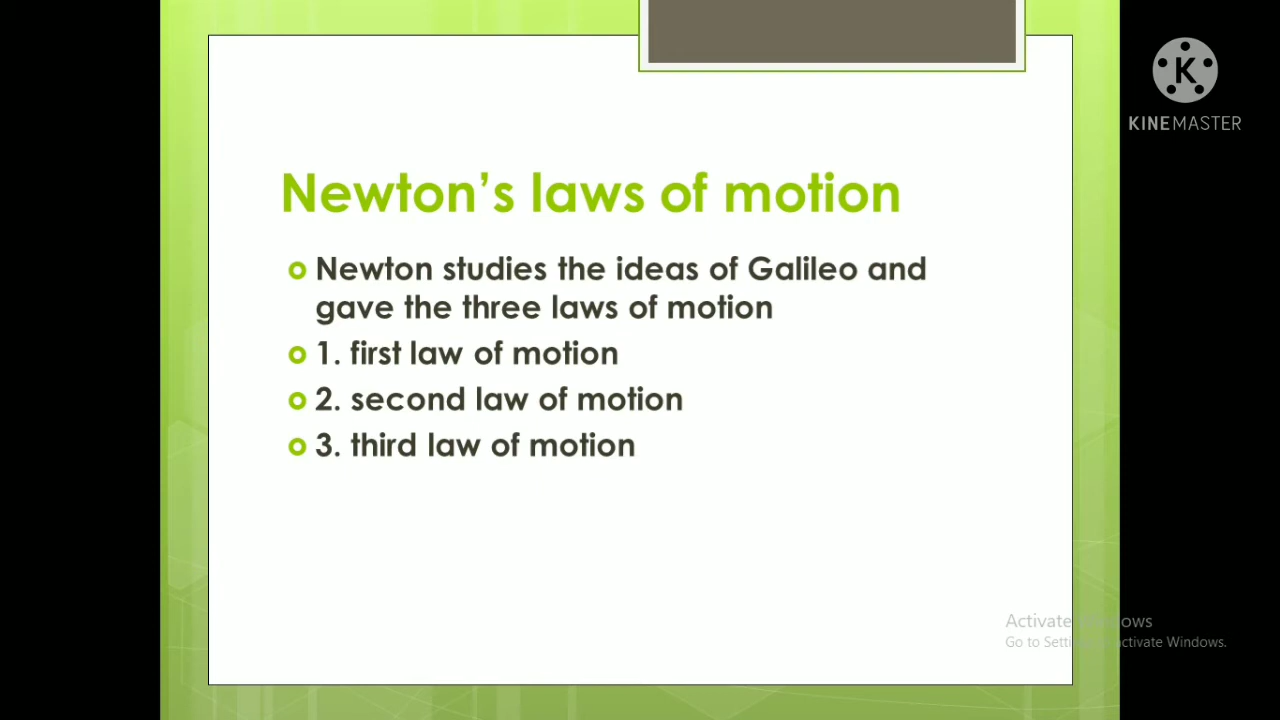 KINEMASTER
Newton's laws of motion
Newton studies the ideas of Galileo and
gave the three laws of motion
1. first law of motion
2. second law of motion
3. third law of motion
Activate Windows
Go to Settings to activate Windows.